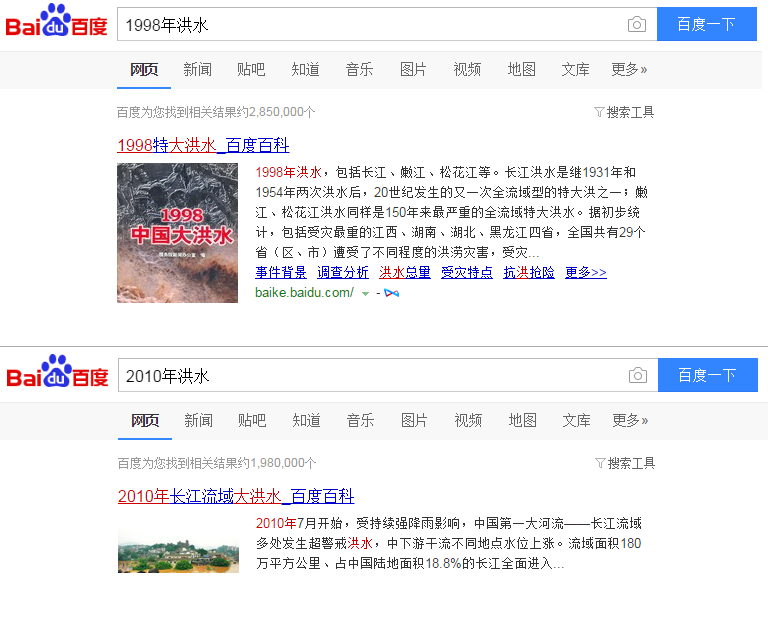 Bai du 百度 1998年洪水 百度一下
网页 新闻 贴吧 知道 音乐 图片 视频 地图 文库 更多»
百度为您找到相关结果约2,850,000个 搜索工具
1998特大洪水_百度百科
1998
中国大洪水
1998年洪水，包括长江、嫩江、松花江等。长江洪水是继1931年和
1954年两次洪水后，20世纪发生的又一次全流域型的特大洪之一；嫩
江、松花江洪水同样是150年来最严重的全流域特大洪水。据初步统
计，包括受灾最重的江西、湖南、湖北、黑龙江四省，全国共有29个
省（区、市）遭受了不同程度的洪涝灾害，受灾...
事件背景 调查分析 洪水总量 受灾特点 抗洪抢险 更多>>
baike.baidu.com/ -
Bai du 百度 2010年洪水 百度一下
网页 新闻 贴吧 知道 音乐 图片 视频 地图 文库 更多»
百度为您找到相关结果约1,980,000个 搜索工具
2010年长江流域大洪水_百度百科
2010年7月开始，受持续强降雨影响，中国第一大河流——长江流域
多处发生超警戒洪水，中下游干流不同地点水位上涨。流域面积180
万平方公里、占中国陆地面积18.8%的长江全面进入...